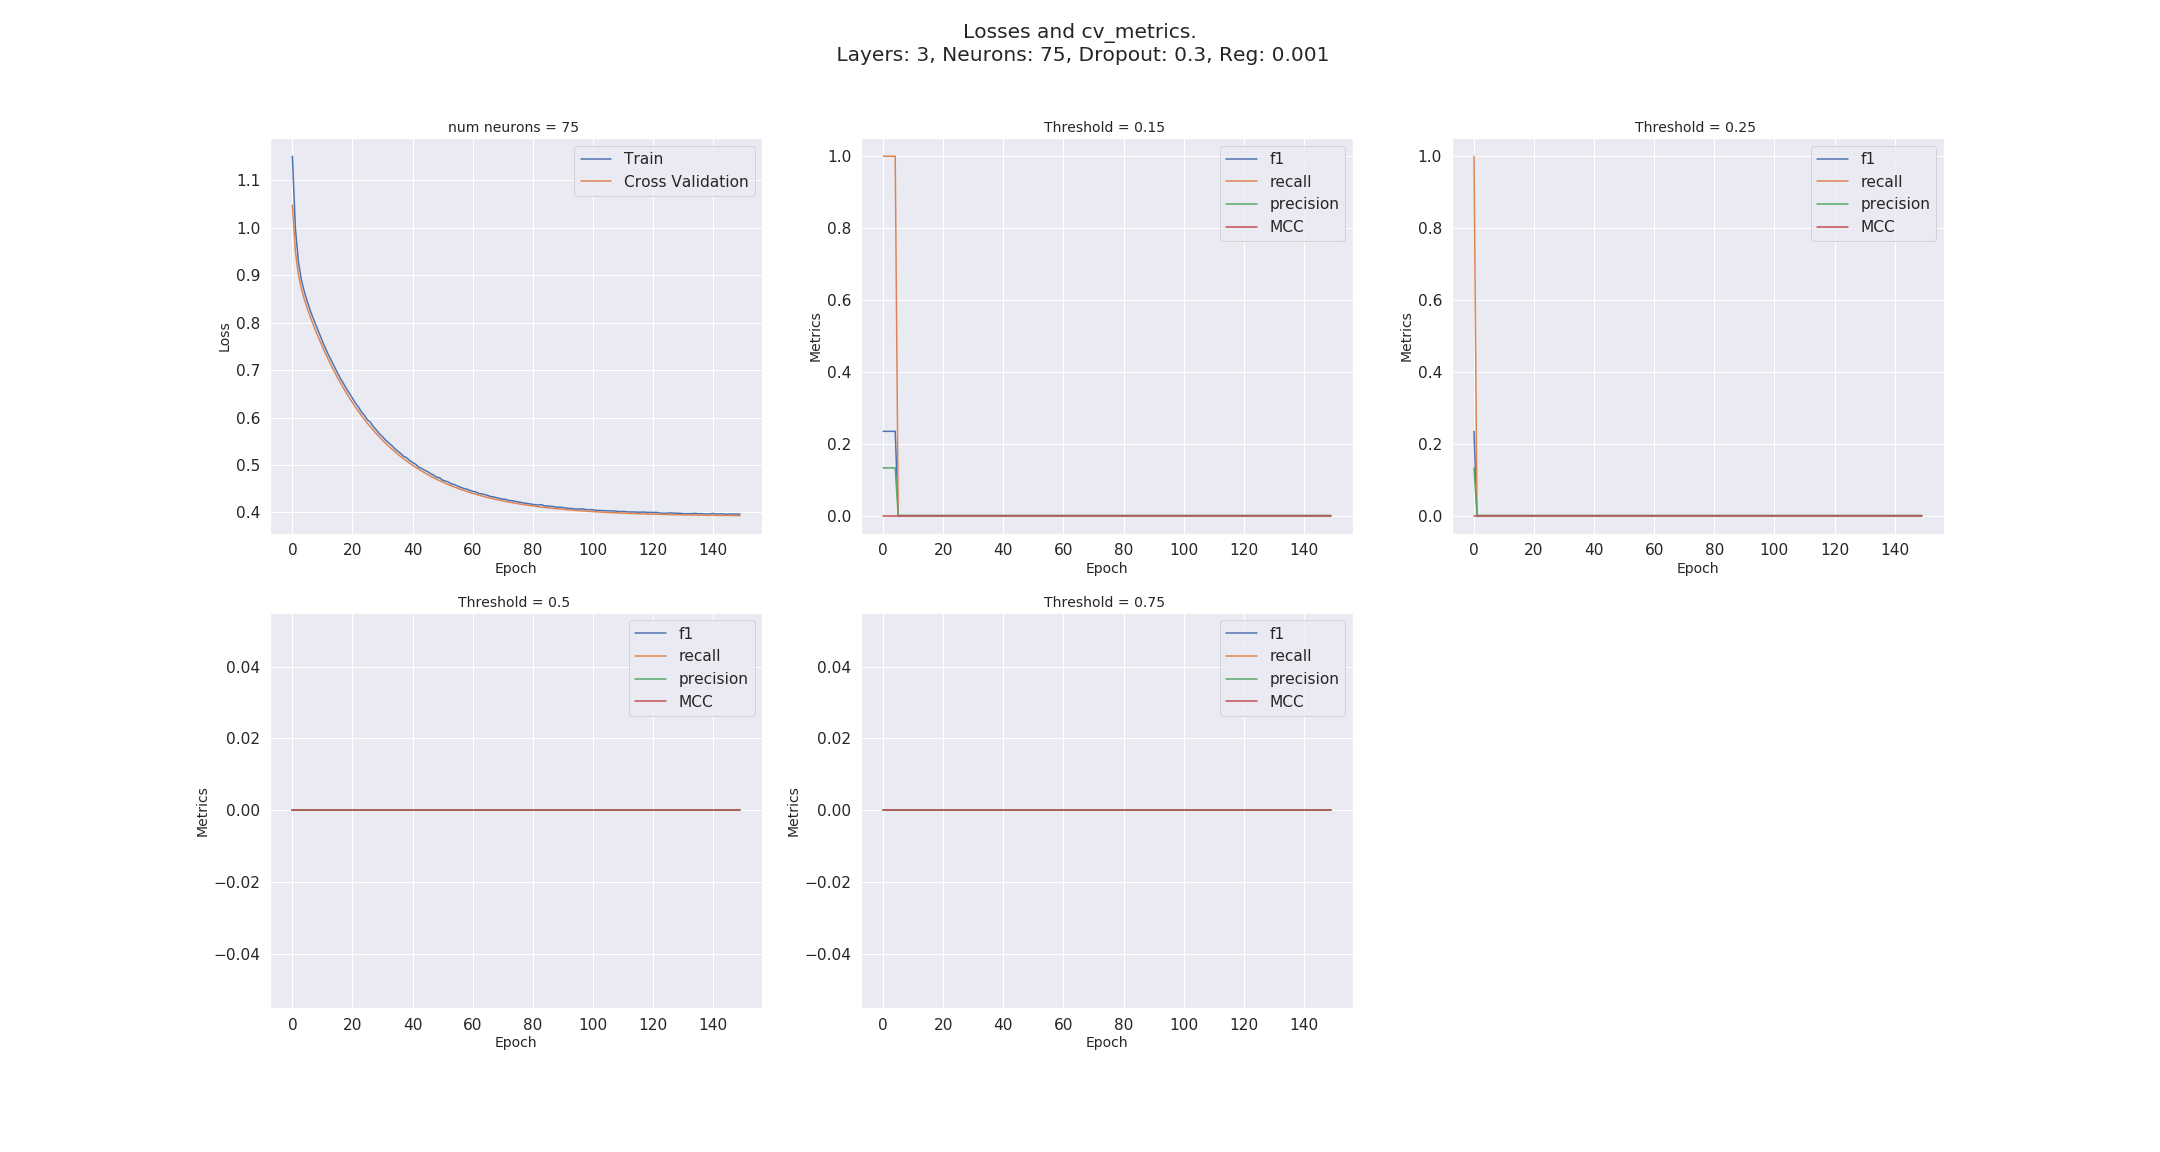 Losses and cv_metrics.
Layers: 3, Neurons: 75, Dropout: 0.3, Reg: 0.001
num neurons = 75
Train
Cross Validation
1.1
1.0
0.9
0.8
0.7
0.6
0.5
0.4
Loss
0 20 40 60 80 100 120 140
Epoch
Threshold = 0.15
f1
recall
precision
MCC
1.0
0.8
0.6
0.4
0.2
0.0
Metrics
0 20 40 60 80 100 120 140
Epoch
Threshold = 0.25
f1
recall
precision
MCC
1.0
0.8
0.6
0.4
0.2
0.0
Metrics
0 20 40 60 80 100 120 140
Epoch
Threshold = 0.5
f1
recall
precision
MCC
0.04
0.02
0.00
−0.02
−0.04
Metrics
0 20 40 60 80 100 120 140
Epoch
Threshold = 0.75
f1
recall
precision
MCC
0.04
0.02
0.00
−0.02
−0.04
Metrics
0 20 40 60 80 100 120 140
Epoch